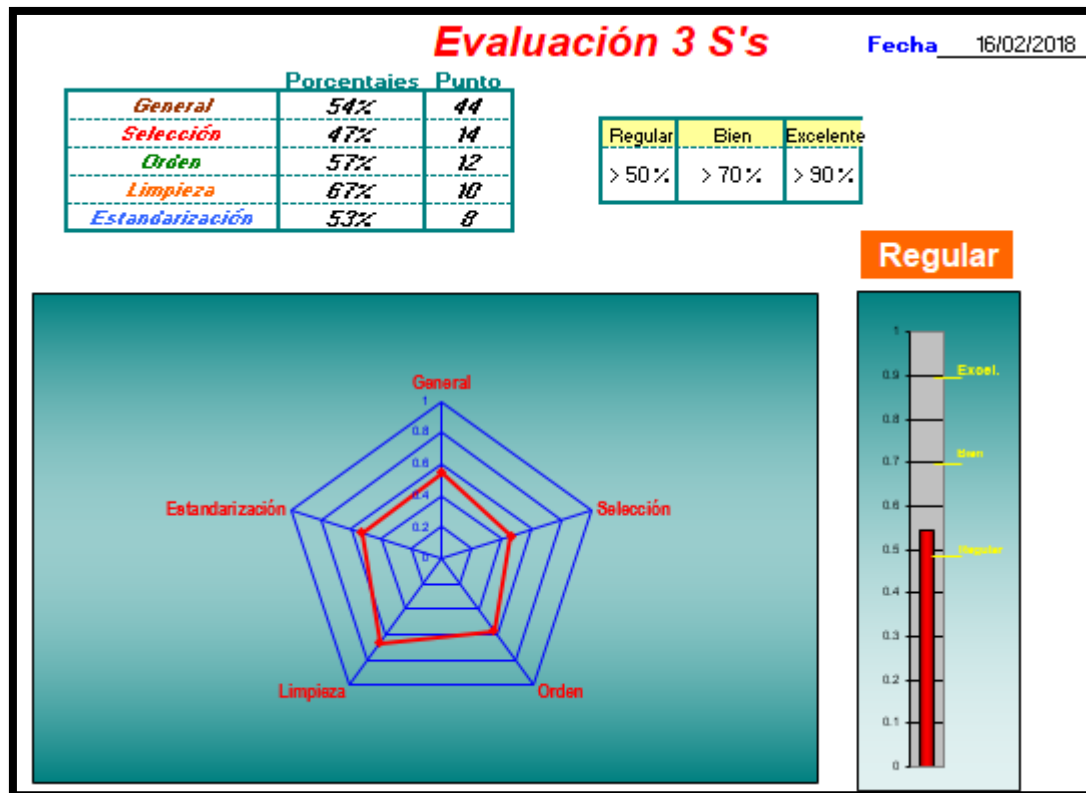 Evaluación 3 S's
Fecha 16/02/2018
Porcentajes Punto
General 54% 44
Selección 47% 14
Orden 57% 12
Limpieza 67% 10
Estandarización 53% 8
Regular Bien Excelente
> 50% > 70% > 90%
Regular
General
1
0.8
0.6
0.4
0.2
0
Estandarización
Selección
Limpieza
Orden
1
0.9 Excel.
0.8
0.7 Bien
0.6
0.5 Regular
0.4
0.3
0.2
0.1
0